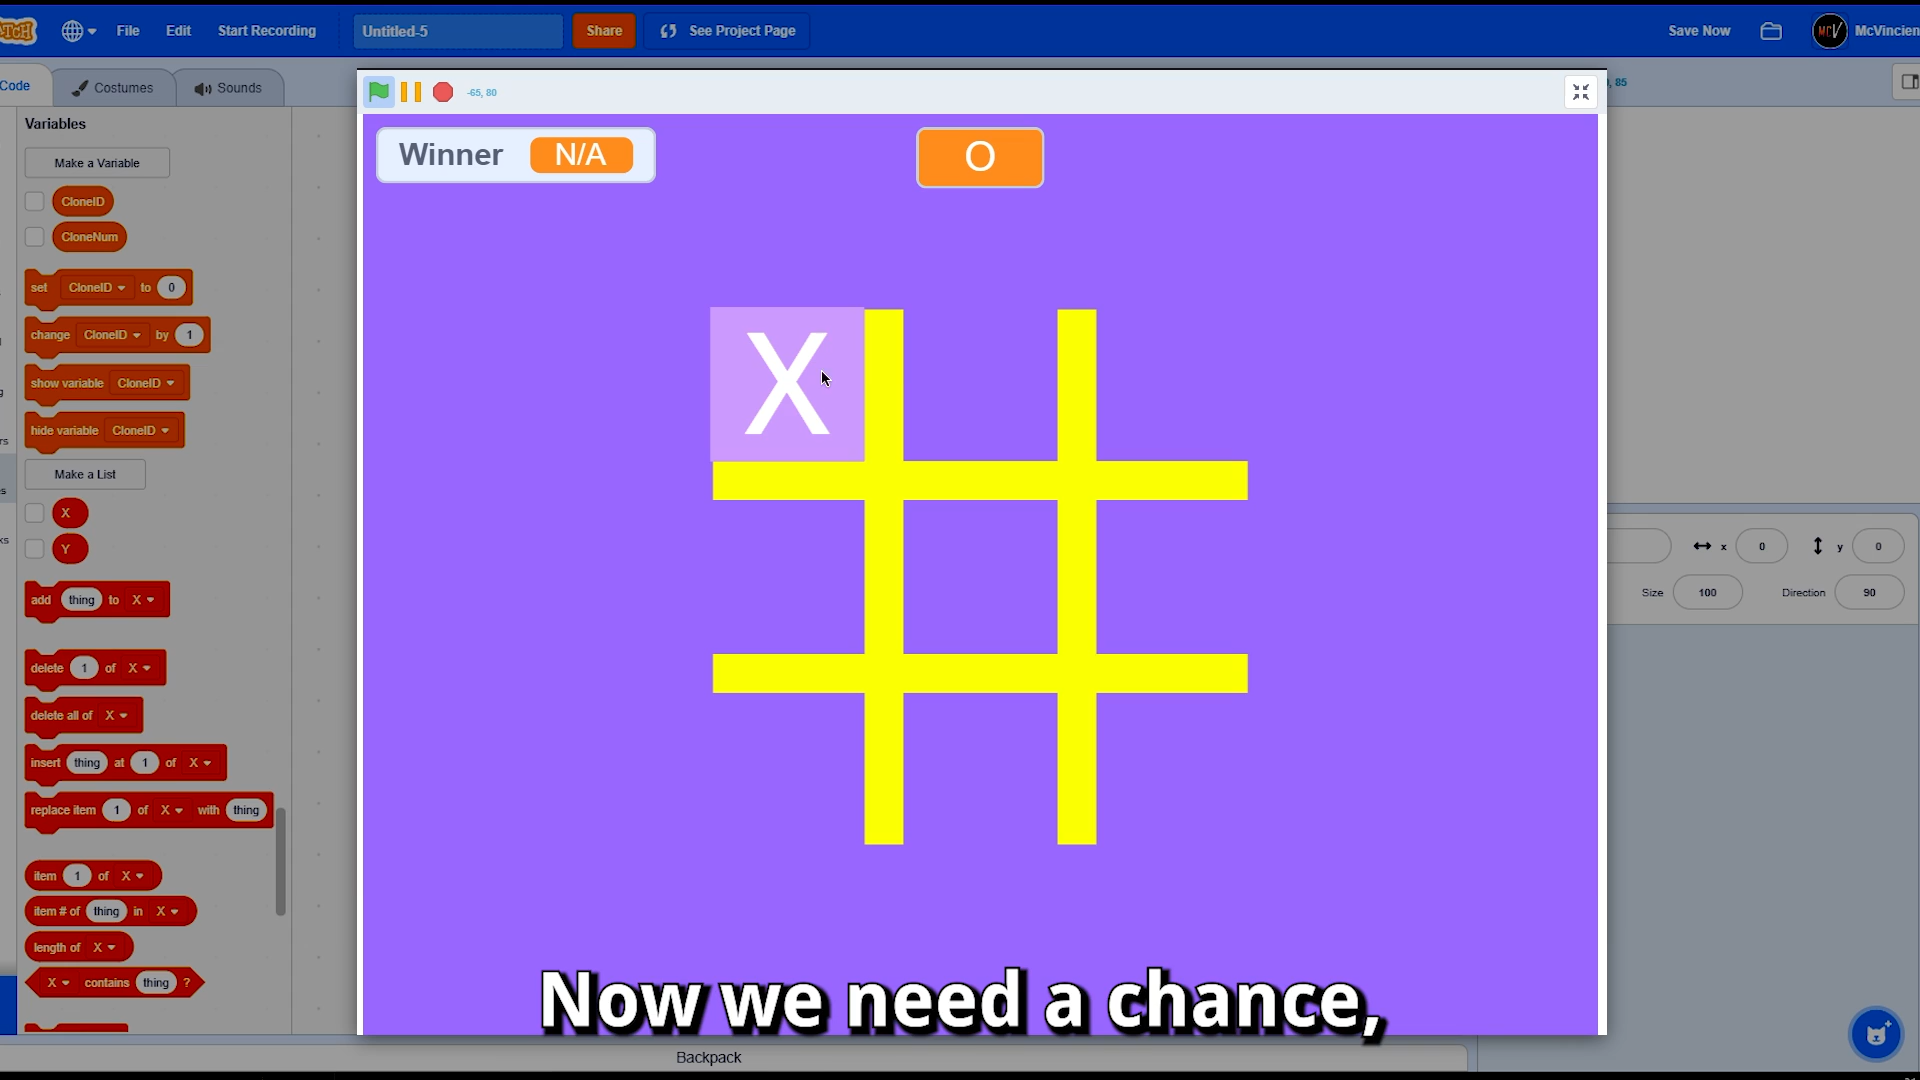 File
Edit
Start Recording
Untitled-5
Share
See Project Page
Save Now
McVincien
Code
Costumes
Sounds
-65, 80
, 85
Variables
Make a Variable
CloneID
CloneNum
set CloneID to 0
change CloneID by 1
show variable CloneID
hide variable CloneID
Make a List
X
Y
add thing to X
delete 1 of X
delete all of X
insert thing at 1 of X
replace item 1 of X with thing
item 1 of X
item # of thing in X
length of X
X contains thing ?
Winner N/A
O
X
x 0
y 0
Size 100
Direction 90
Now we need a chance,
Backpack